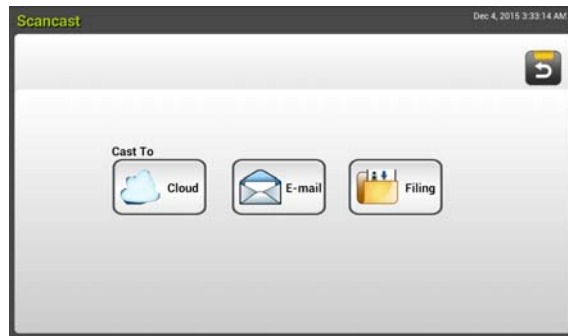 Scancast
Dec 4, 2015 3:33:14 AM
Cast To
Cloud
E-mail
Filing